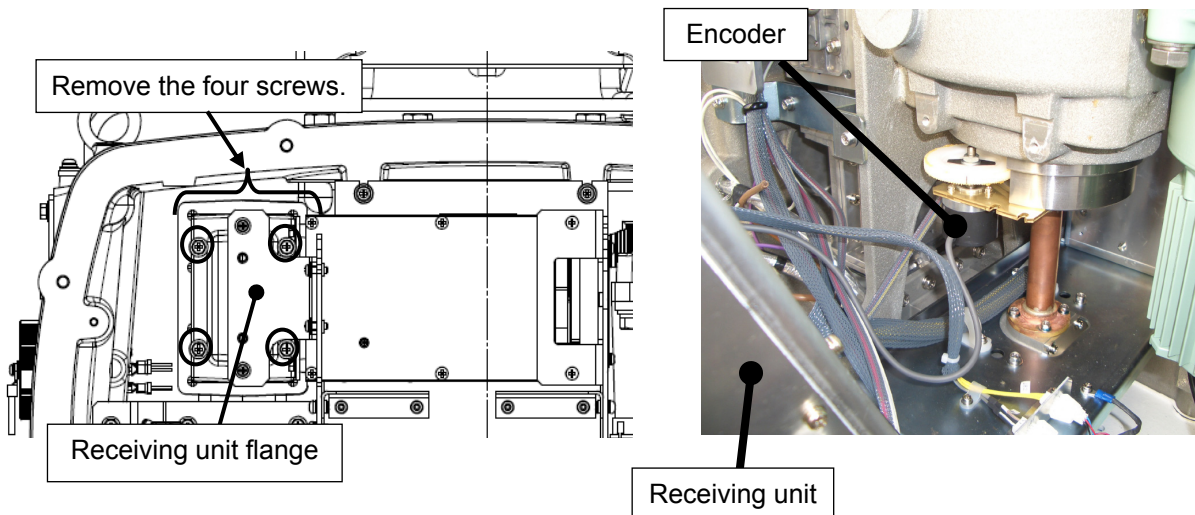 Remove the four screws.
Receiving unit flange
Encoder
Receiving unit